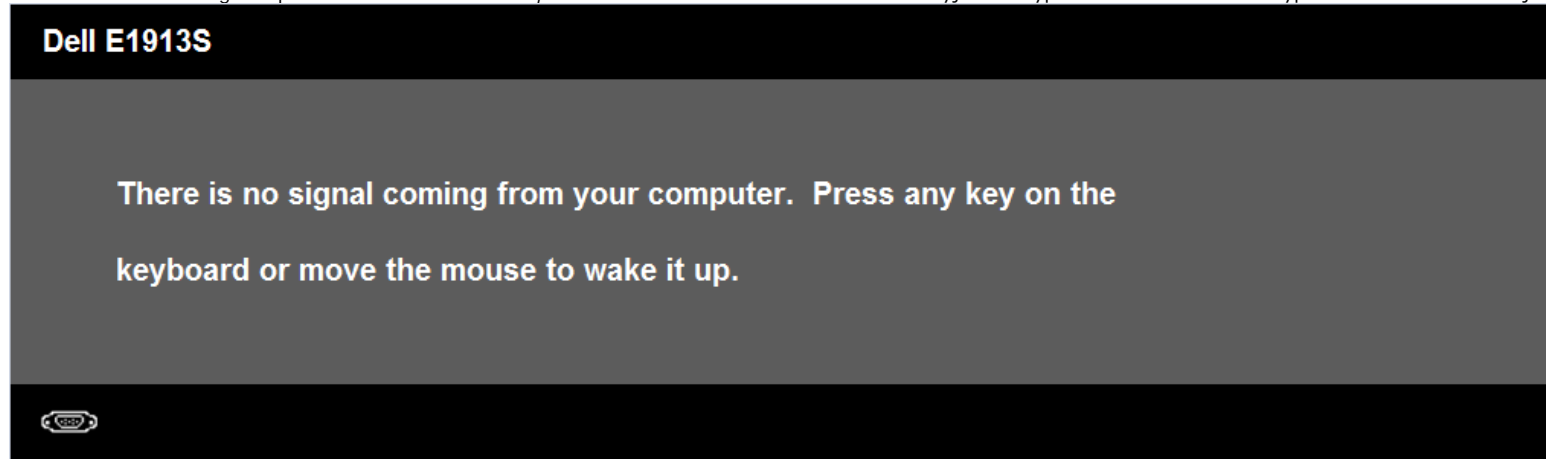 Dell E1913S
There is no signal coming from your computer.  Press any key on the
keyboard or move the mouse to wake it up.